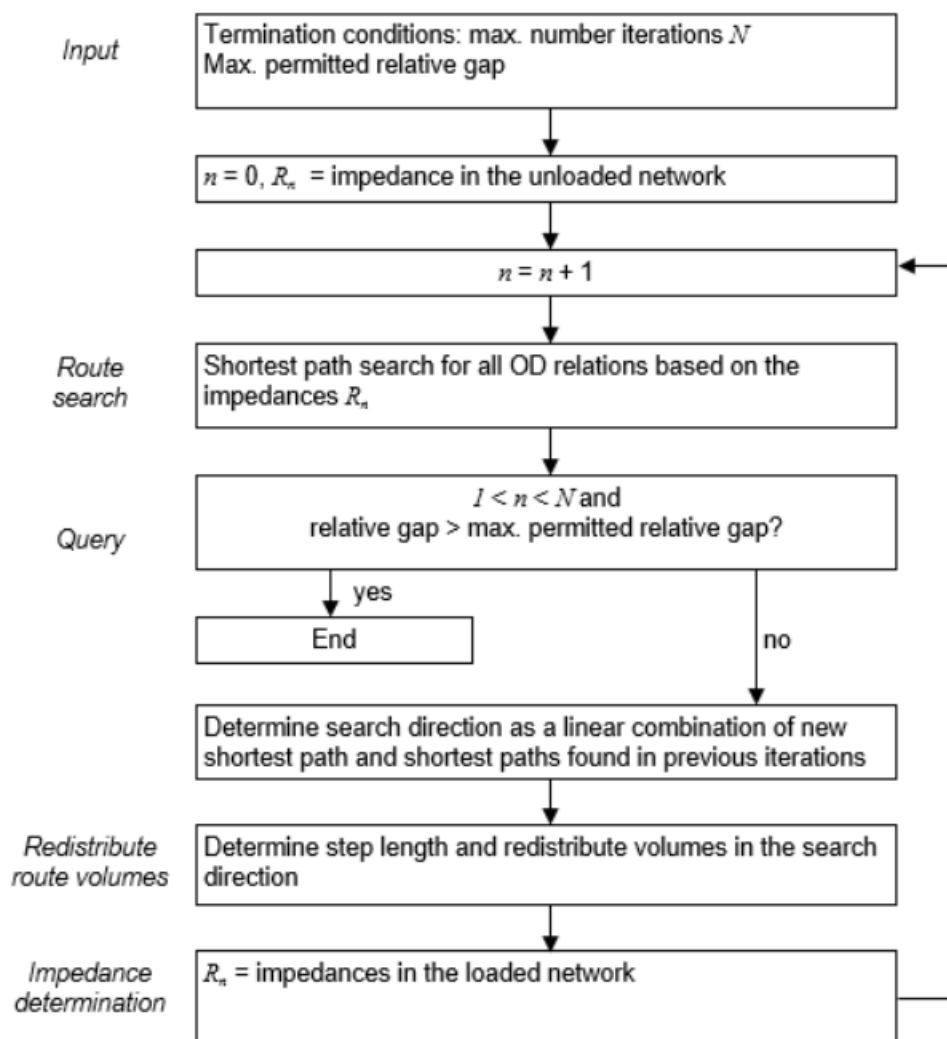 Input
Termination conditions: max. number iterations N
Max. permitted relative gap
n = 0, Rn = impedance in the unloaded network
n = n + 1
Route
search
Shortest path search for all OD relations based on the
impedances Rn
Query
1 < n < N and
relative gap > max. permitted relative gap?
yes
End
no
Determine search direction as a linear combination of new
shortest path and shortest paths found in previous iterations
Redistribute
route volumes
Determine step length and redistribute volumes in the search
direction
Impedance
determination
Rn = impedances in the loaded network